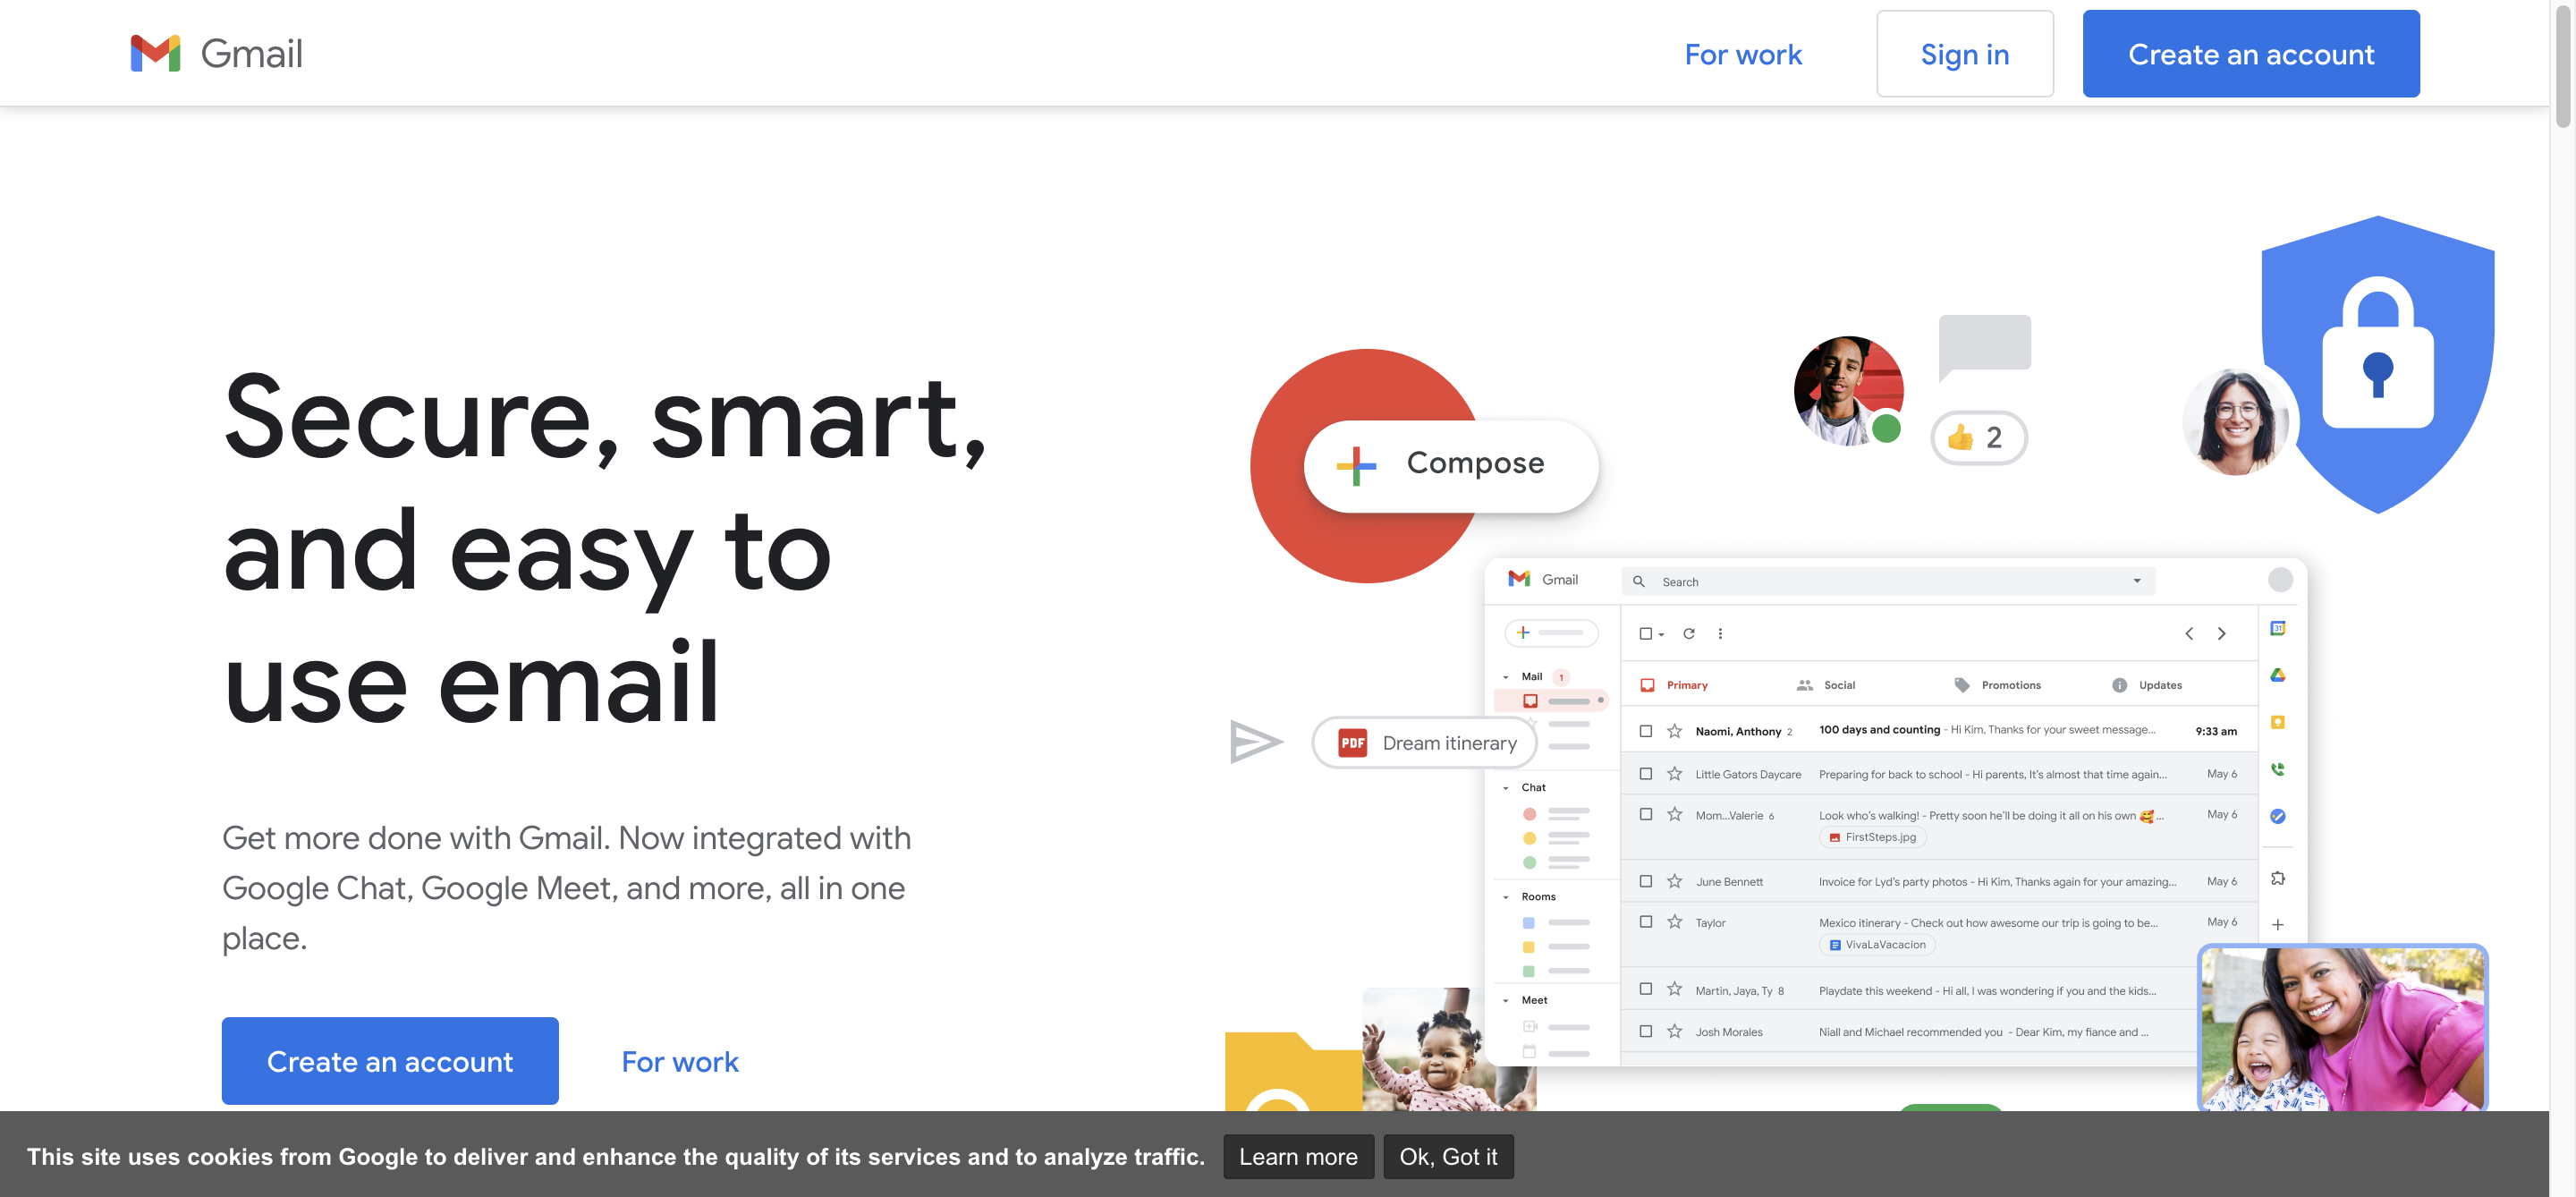 Gmail
For work
Sign in
Create an account
Secure, smart,
and easy to
use email
Get more done with Gmail. Now integrated with
Google Chat, Google Meet, and more, all in one
place.
Create an account
For work
Compose
2
PDF Dream itinerary
Gmail
Search
Mail 1
Chat
Rooms
Meet
31
Primary Social Promotions Updates
Naomi, Anthony 2 100 days and counting - Hi Kim, Thanks for your sweet message... 9:33 am
Little Gators Daycare Preparing for back to school - Hi parents, It's almost that time again... May 6
Mom...Valerie 6 Look who's walking! - Pretty soon he'll be doing it all on his own 🥰... May 6
FirstSteps.jpg
June Bennett Invoice for Lyd's party photos - Hi Kim, Thanks again for your amazing... May 6
Taylor Mexico itinerary - Check out how awesome our trip is going to be... May 6
VivaLaVacacion
Martin, Jaya, Ty 8 Playdate this weekend - Hi all, I was wondering if you and the kids...
Josh Morales Niall and Michael recommended you - Dear Kim, my fiance and ...
This site uses cookies from Google to deliver and enhance the quality of its services and to analyze traffic. Learn more Ok, Got it